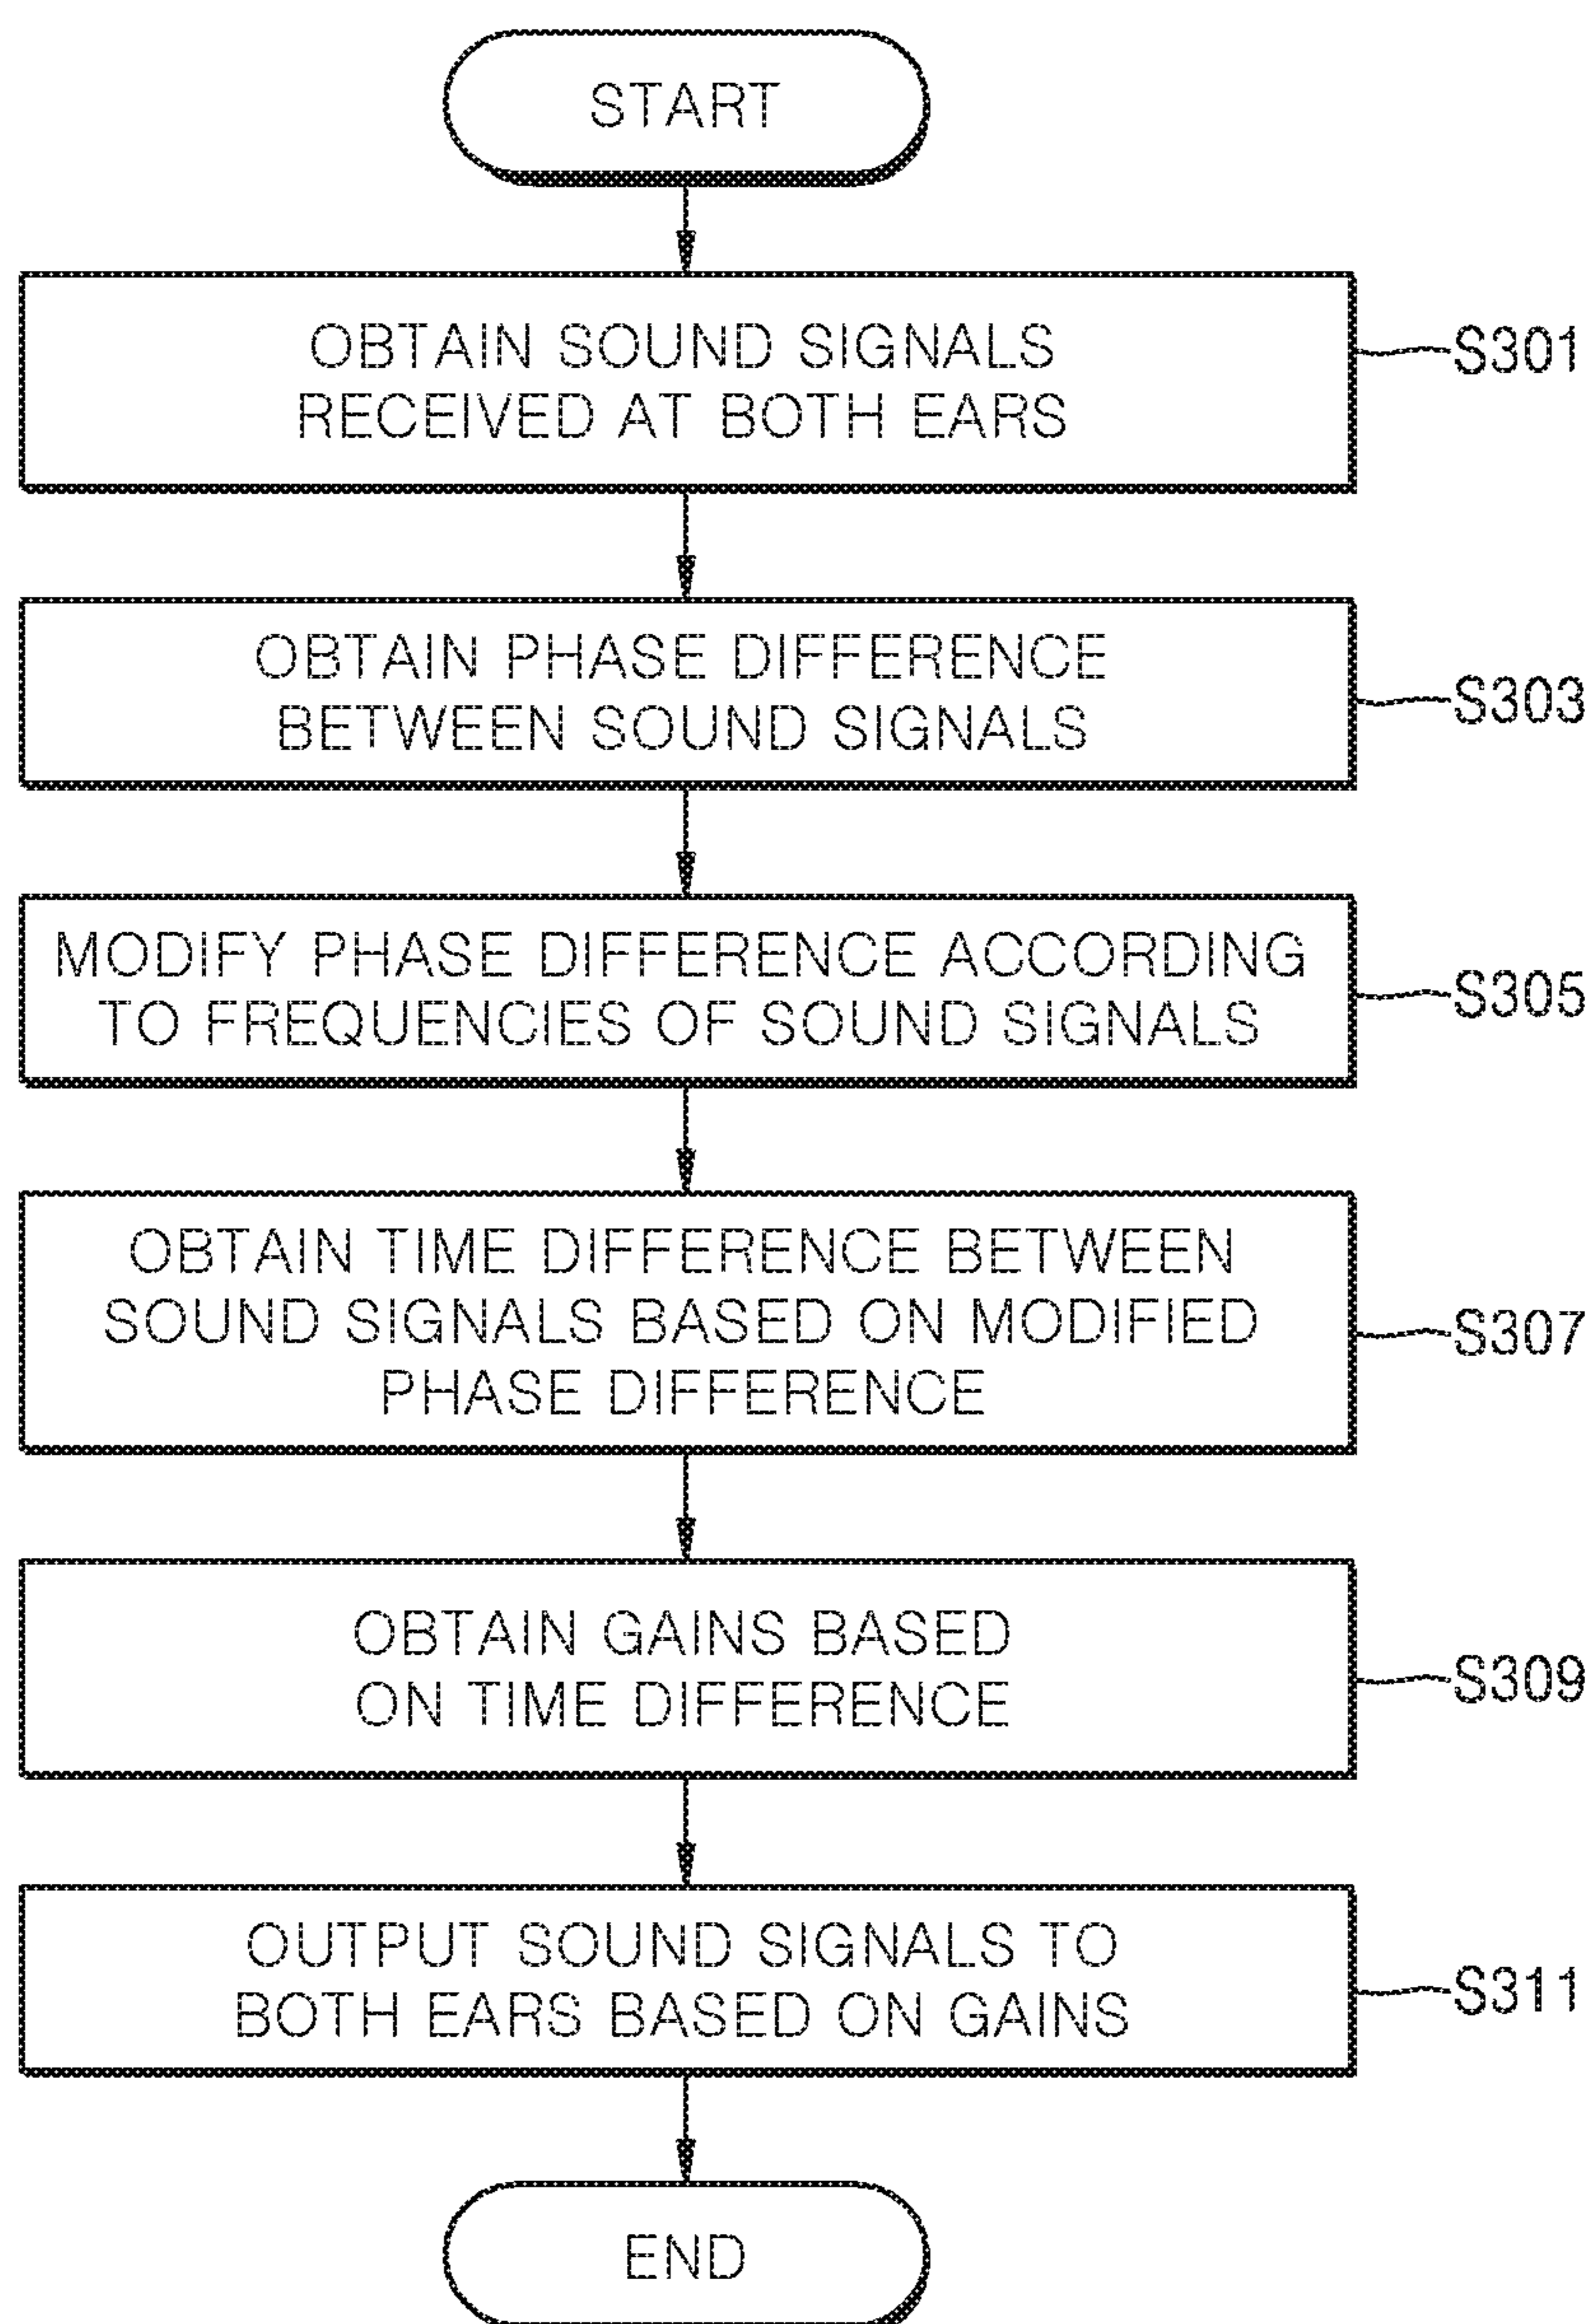 START
OBTAIN SOUND SIGNALS
RECEIVED AT BOTH EARS
S301
OBTAIN PHASE DIFFERENCE
BETWEEN SOUND SIGNALS
S303
MODIFY PHASE DIFFERENCE ACCORDING
TO FREQUENCIES OF SOUND SIGNALS
S305
OBTAIN TIME DIFFERENCE BETWEEN
SOUND SIGNALS BASED ON MODIFIED
PHASE DIFFERENCE
S307
OBTAIN GAINS BASED
ON TIME DIFFERENCE
S309
OUTPUT SOUND SIGNALS TO
BOTH EARS BASED ON GAINS
S311
END